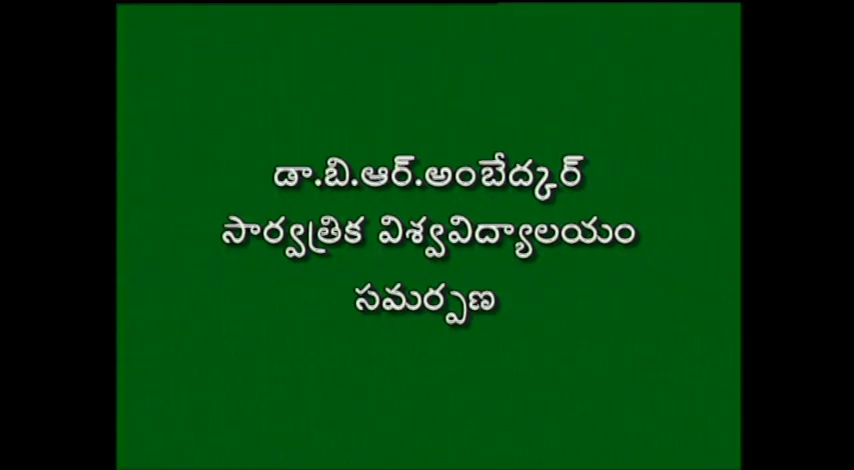 డా.బి.ఆర్.అంబేద్కర్
సార్వత్రిక విశ్వవిద్యాలయం
సమర్పణ